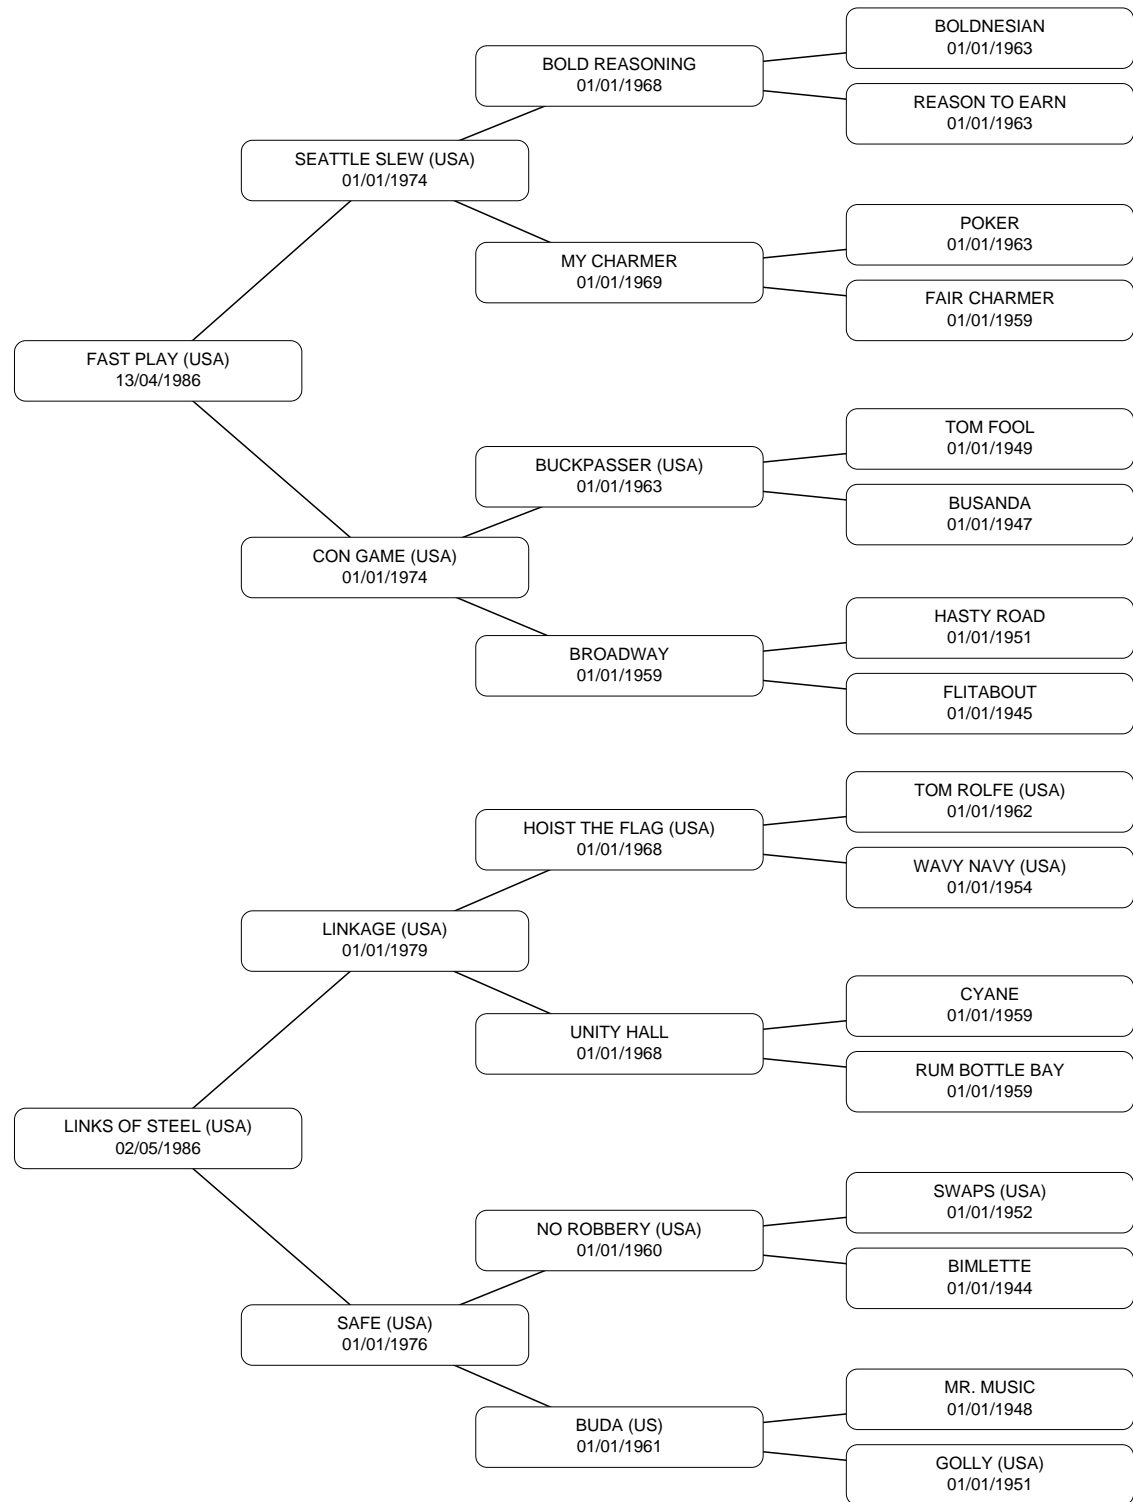 BOLDNESIAN
01/01/1963
BOLD REASONING
01/01/1968
REASON TO EARN
01/01/1963
SEATTLE SLEW (USA)
01/01/1974
POKER
01/01/1963
MY CHARMER
01/01/1969
FAIR CHARMER
01/01/1959
FAST PLAY (USA)
13/04/1986
TOM FOOL
01/01/1949
BUCKPASSER (USA)
01/01/1963
BUSANDA
01/01/1947
CON GAME (USA)
01/01/1974
HASTY ROAD
01/01/1951
BROADWAY
01/01/1959
FLITABOUT
01/01/1945
TOM ROLFE (USA)
01/01/1962
HOIST THE FLAG (USA)
01/01/1968
WAVY NAVY (USA)
01/01/1954
LINKAGE (USA)
01/01/1979
CYANE
01/01/1959
UNITY HALL
01/01/1968
RUM BOTTLE BAY
01/01/1959
LINKS OF STEEL (USA)
02/05/1986
SWAPS (USA)
01/01/1952
NO ROBBERY (USA)
01/01/1960
BIMLETTE
01/01/1944
SAFE (USA)
01/01/1976
MR. MUSIC
01/01/1948
BUDA (US)
01/01/1961
GOLLY (USA)
01/01/1951